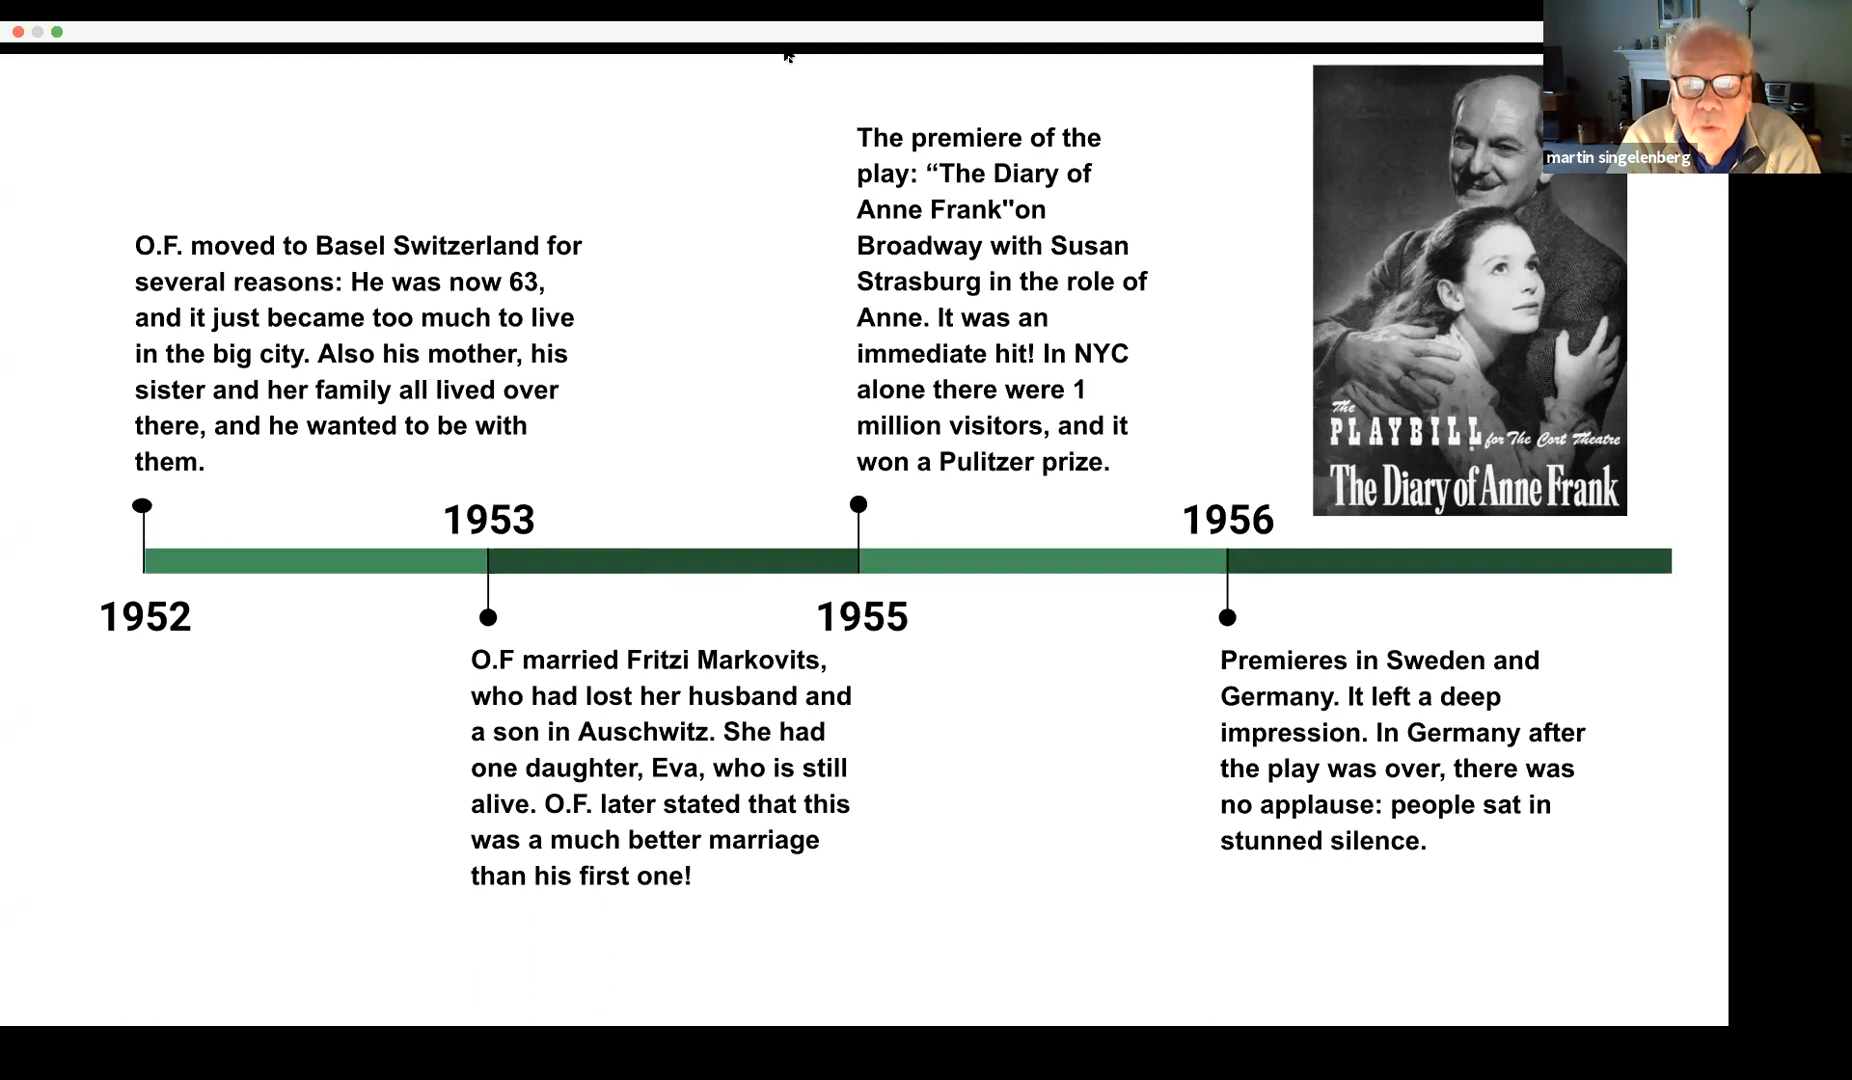 martin singelenberg
O.F. moved to Basel Switzerland for
several reasons: He was now 63,
and it just became too much to live
in the big city. Also his mother, his
sister and her family all lived over
there, and he wanted to be with
them.
1952
1953
O.F married Fritzi Markovits,
who had lost her husband and
a son in Auschwitz. She had
one daughter, Eva, who is still
alive. O.F. later stated that this
was a much better marriage
than his first one!
The premiere of the
play: “The Diary of
Anne Frank"on
Broadway with Susan
Strasburg in the role of
Anne. It was an
immediate hit! In NYC
alone there were 1
million visitors, and it
won a Pulitzer prize.
1955
1956
Premieres in Sweden and
Germany. It left a deep
impression. In Germany after
the play was over, there was
no applause: people sat in
stunned silence.
The
PLAYBILL for The Cort Theatre
The Diary of Anne Frank